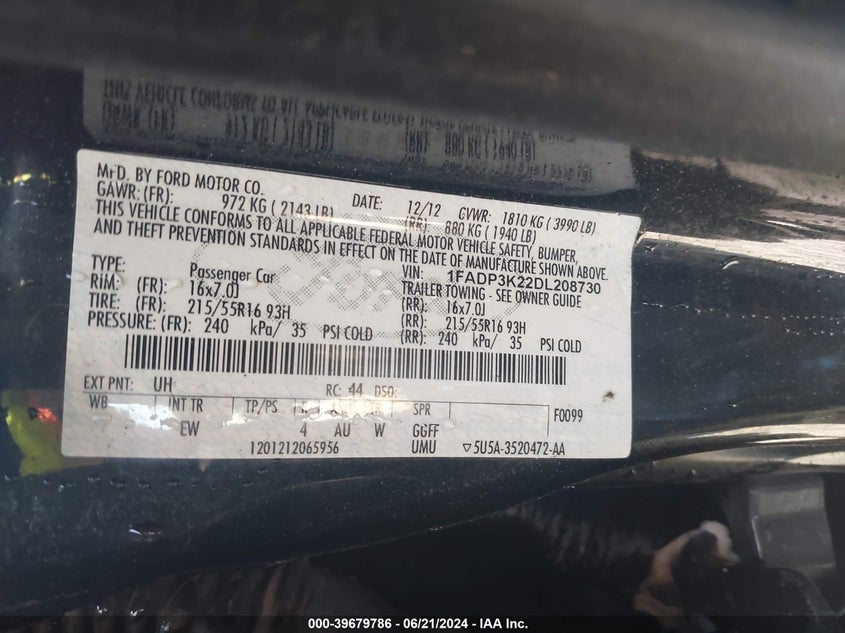 MFD. BY FORD MOTOR CO. DATE: 12/12 GVWR: 1810 KG ( 3990 LB)
GAWR: (FR): 972 KG ( 2143 LB) (RR): 880 KG ( 1940 LB)
THIS VEHICLE CONFORMS TO ALL APPLICABLE FEDERAL MOTOR VEHICLE SAFETY, BUMPER,
AND THEFT PREVENTION STANDARDS IN EFFECT ON THE DATE OF MANUFACTURE SHOWN ABOVE.
VIN: 1FADP3K22DL208730
TYPE: Passenger Car TRAILER TOWING - SEE OWNER GUIDE
RIM: (FR): 16x7.0J (RR): 16x7.0J
TIRE: (FR): 215/55R16 93H (RR): 215/55R16 93H
PRESSURE: (FR): 240 kPa/ 35 PSI COLD (RR): 240 kPa/ 35 PSI COLD
EXT PNT: UH RC: 44 DSO: F0099
WB INT TR TP/PS R AX SPR
EW 4 AU W GGFF
1201212065956 UMU ▽5U5A-3520472-AA
000-39679786 - 06/21/2024 - IAA Inc.